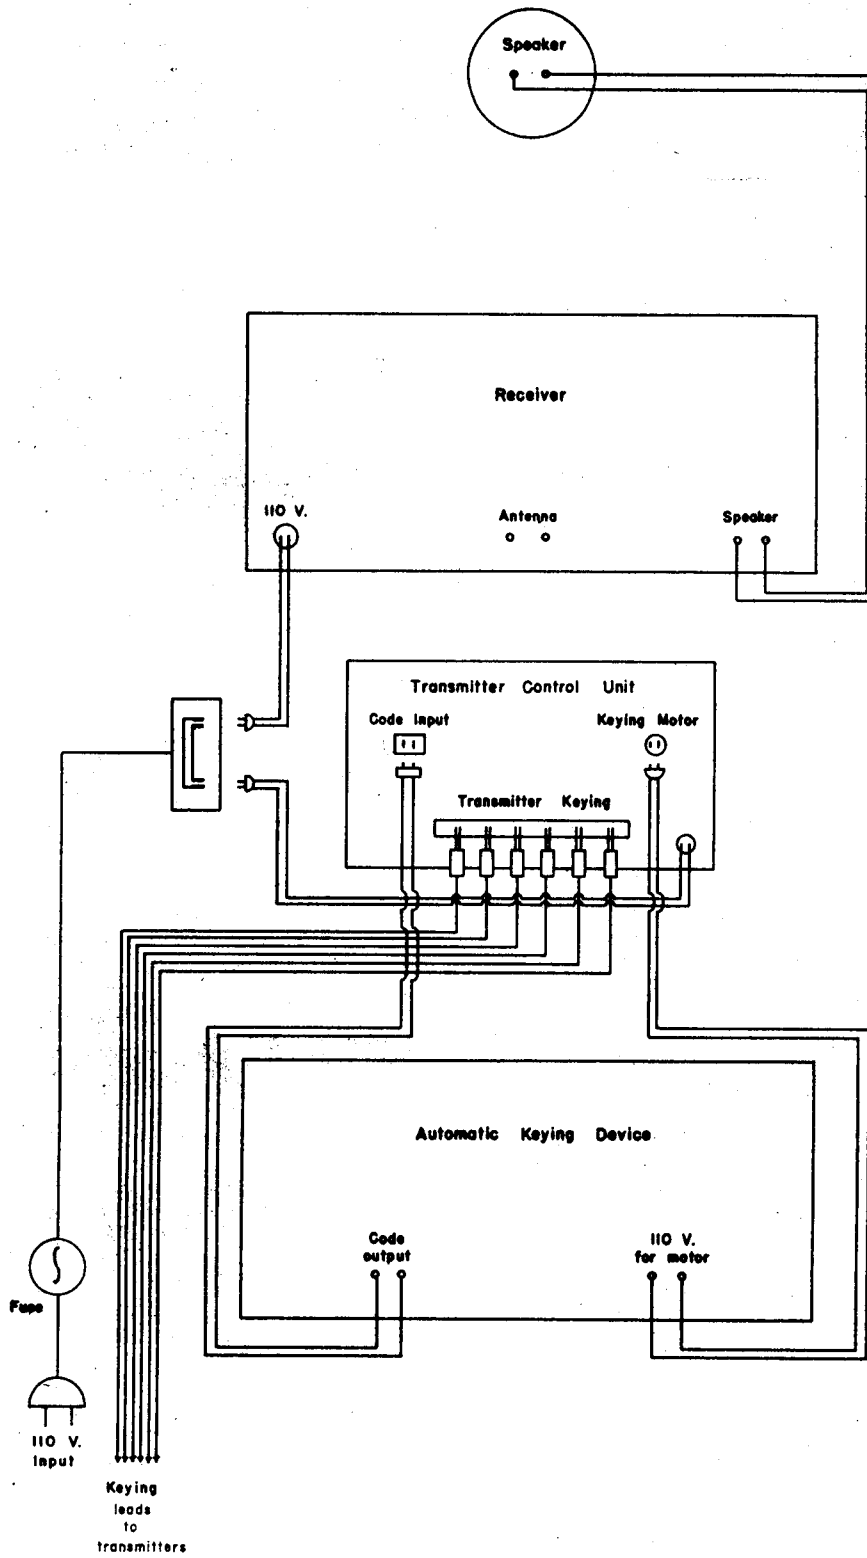 Speaker
Receiver
110 V.
Antenna
Speaker
Transmitter Control Unit
Code Input
Keying Motor
Transmitter Keying
Automatic Keying Device
Code
output
110 V.
for motor
Fuse
110 V.
Input
Keying
leads
to
transmitters